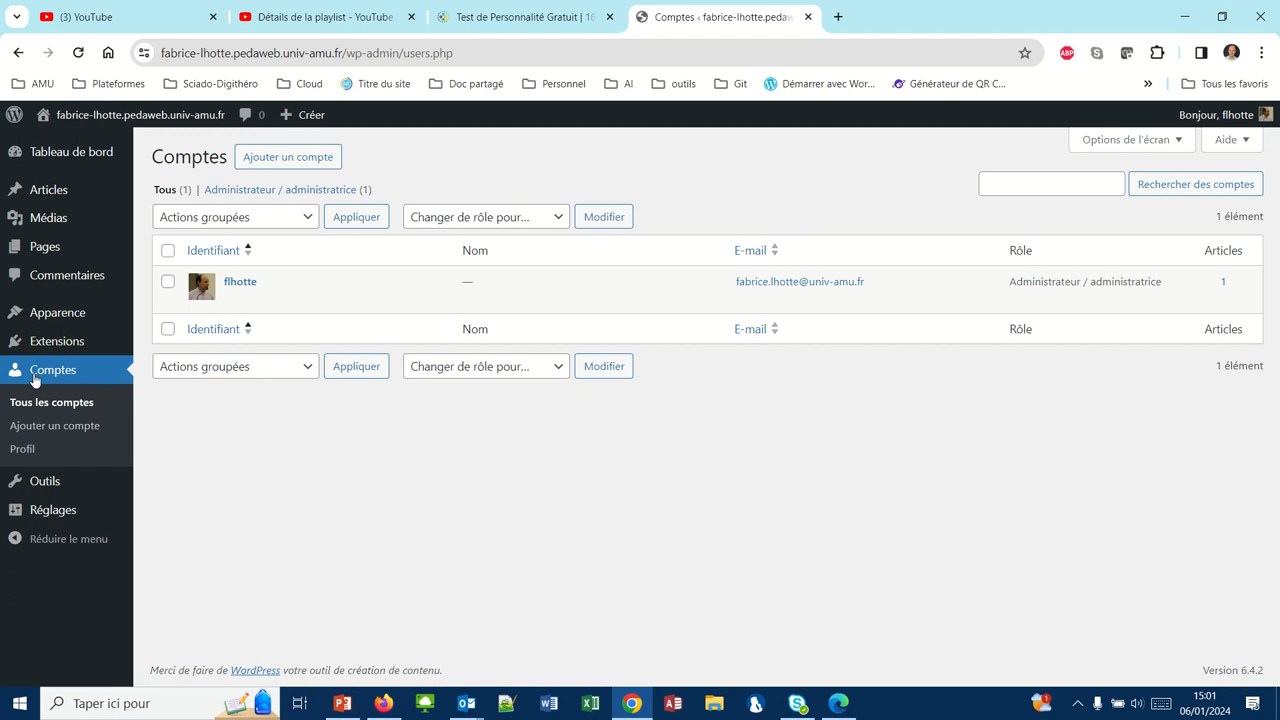 (3) YouTube
Détails de la playlist - YouTube
Test de Personnalité Gratuit | 16
Comptes ‹ fabrice-lhotte.pedaw
fabrice-lhotte.pedaweb.univ-amu.fr/wp-admin/users.php
ABP
AMU
Plateformes
Sciado-Digithéro
Cloud
Titre du site
Doc partagé
Personnel
AI
outils
Git
Démarrer avec Wor...
Générateur de QR C...
»
Tous les favoris
fabrice-lhotte.pedaweb.univ-amu.fr
0
Créer
Bonjour, flhotte
Tableau de bord
Articles
Médias
Pages
Commentaires
Apparence
Extensions
Comptes
Tous les comptes
Ajouter un compte
Profil
Outils
Réglages
Réduire le menu
Options de l'écran
Aide
Comptes
Ajouter un compte
Tous (1) | Administrateur / administratrice (1)
Rechercher des comptes
Actions groupées
Appliquer
Changer de rôle pour...
Modifier
1 élément
Identifiant
Nom
E-mail
Rôle
Articles
flhotte
—
fabrice.lhotte@univ-amu.fr
Administrateur / administratrice
1
Identifiant
Nom
E-mail
Rôle
Articles
Actions groupées
Appliquer
Changer de rôle pour...
Modifier
1 élément
Merci de faire de WordPress votre outil de création de contenu.
Version 6.4.2
Taper ici pour
15:01
06/01/2024